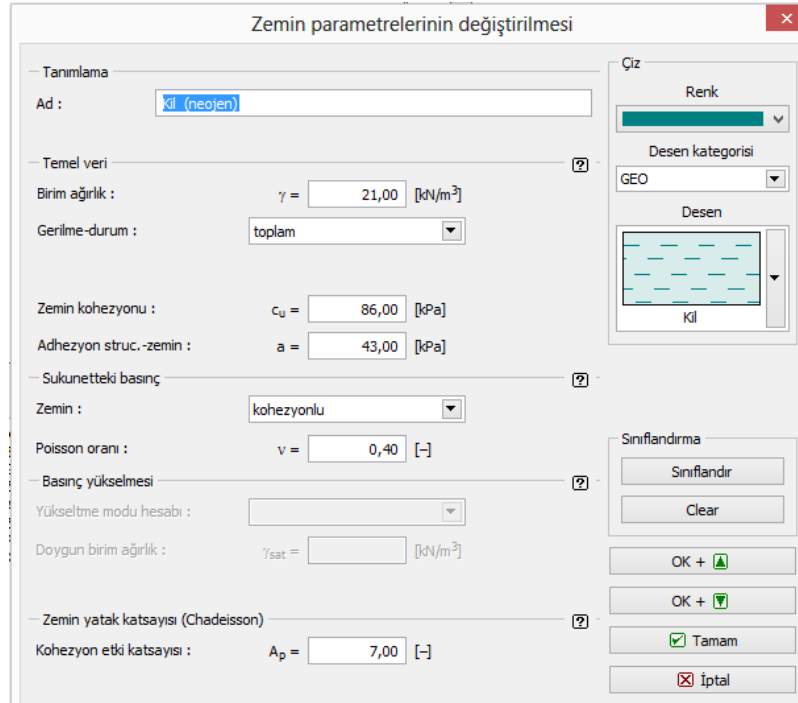 Zemin parametrelerinin değiştirilmesi
Tanımlama
Ad :
Kil (neojen)
Temel veri
?
Birim ağırlık :
γ =
21,00
[kN/m³]
Gerilme-durum :
toplam
Zemin kohezyonu :
cu =
86,00
[kPa]
Adhezyon struc.-zemin :
a =
43,00
[kPa]
Sukunetteki basınç
?
Zemin :
kohezyonlu
Poisson oranı :
ν =
0,40
[–]
Basınç yükselmesi
?
Yükseltme modu hesabı :
Doygun birim ağırlık :
γsat =
[kN/m³]
Zemin yatak katsayısı (Chadeisson)
?
Kohezyon etki katsayısı :
Ap =
7,00
[–]
Çiz
Renk
Desen kategorisi
GEO
Desen
Kil
Sınıflandırma
Sınıflandır
Clear
OK +
OK +
Tamam
İptal